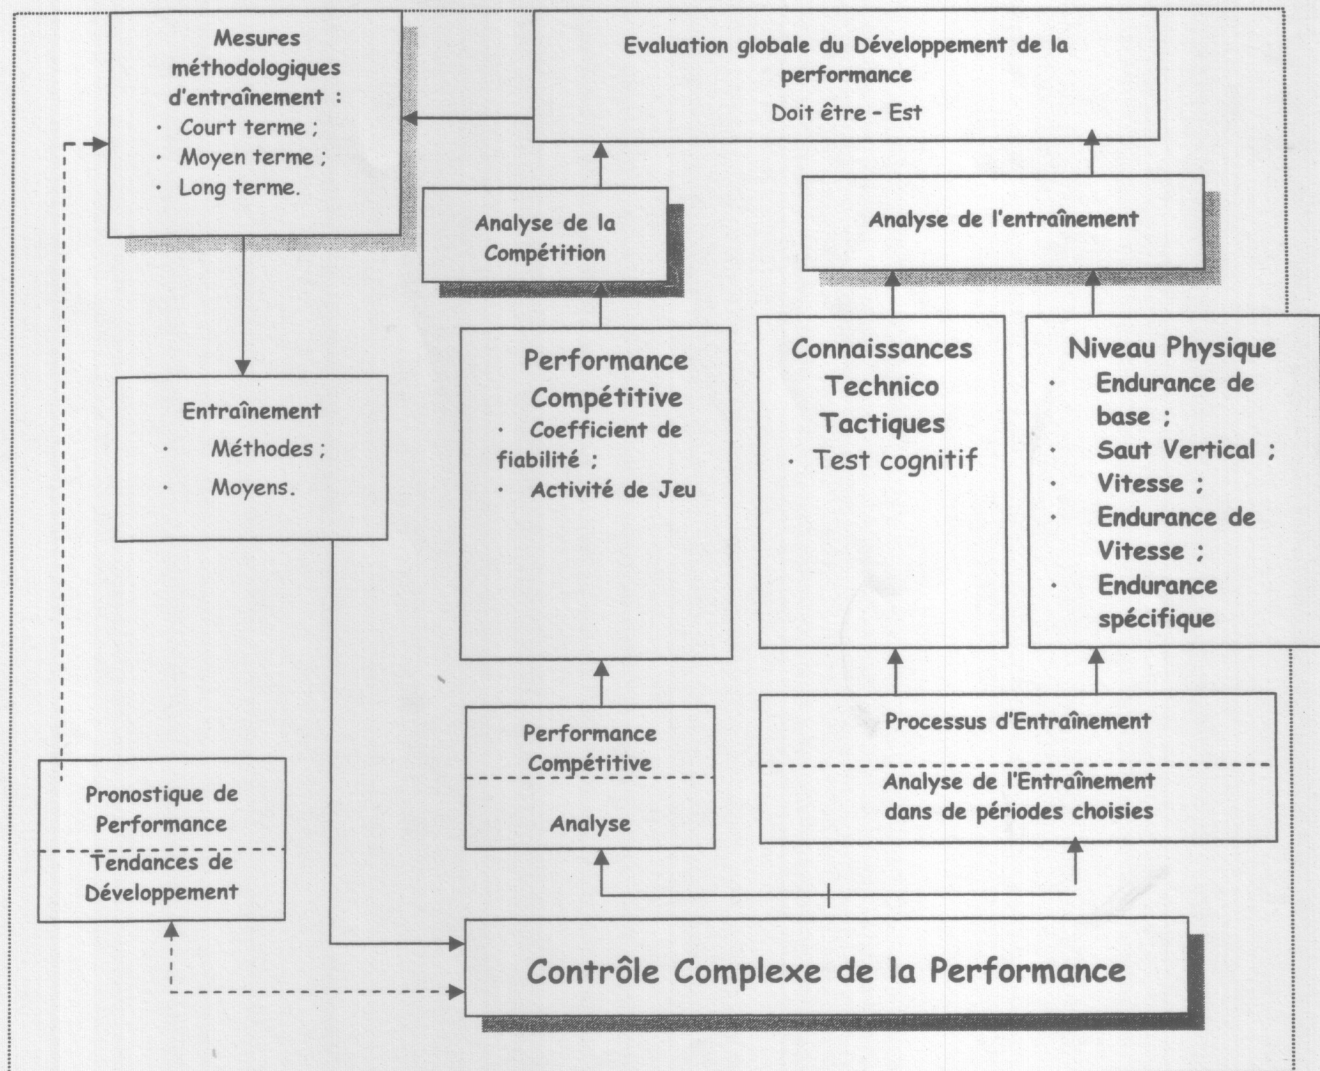 Mesures
méthodologiques
d'entraînement :
· Court terme ;
· Moyen terme ;
· Long terme.
Evaluation globale du Développement de la
performance
Doit être – Est
Analyse de la
Compétition
Analyse de l'entraînement
Entraînement
· Méthodes ;
· Moyens.
Performance
Compétitive
· Coefficient de
fiabilité ;
· Activité de Jeu
Connaissances
Technico
Tactiques
· Test cognitif
Niveau Physique
· Endurance de
base ;
· Saut Vertical ;
· Vitesse ;
· Endurance de
Vitesse ;
· Endurance
spécifique
Performance
Compétitive
Analyse
Processus d'Entraînement
Analyse de l'Entraînement
dans de périodes choisies
Pronostique de
Performance
Tendances de
Développement
Contrôle Complexe de la Performance